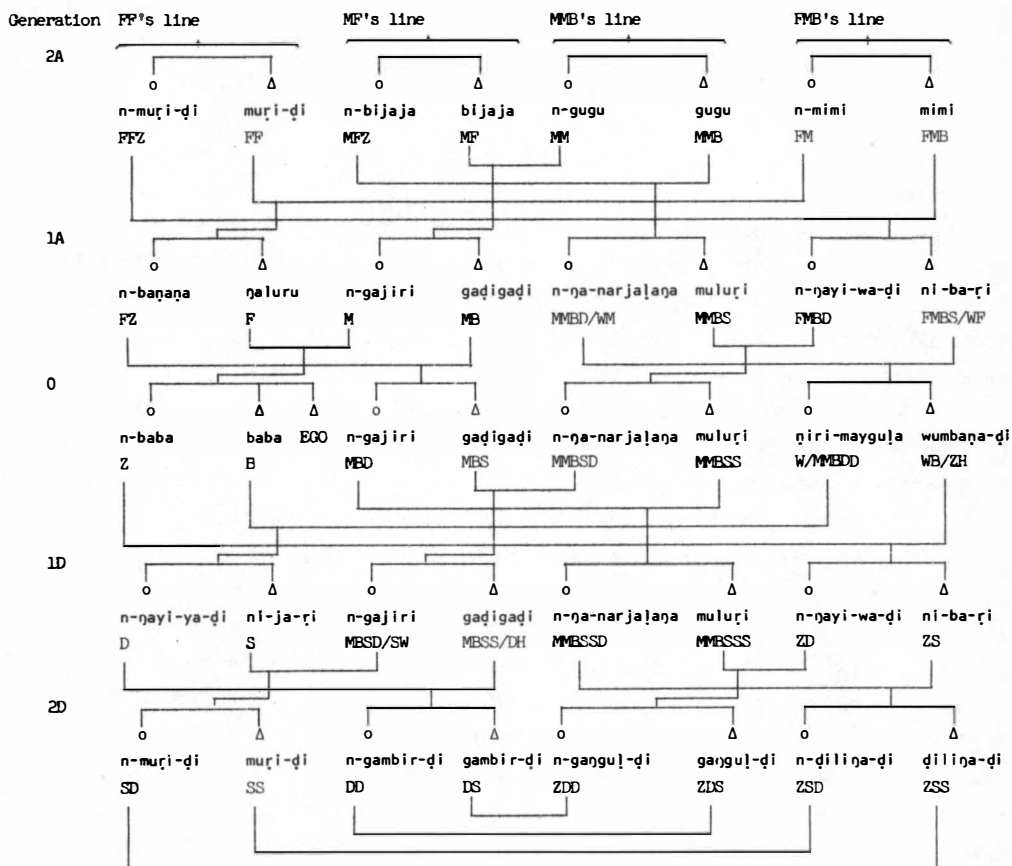 Generation FF's line MF's line MMB's line FMB's line
2A
n-muṛi-ḍi muṛi-ḍi n-bijaja bijaja n-gugu gugu n-mimi mimi
FFZ FF MFZ MF MM MMB FM FMB
1A
n-baṇaṇa ŋaluru n-gajiri gaḍigaḍi n-ŋa-narjaḷaŋa muluṛi n-ŋayi-wa-ḍi ni-ba-ṛi
FZ F M MB MMBD/WM MMBS FMBD FMBS/WF
0
EGO
n-baba baba n-gajiri gaḍigaḍi n-ŋa-narjaḷaŋa muluṛi ṇiri-mayguḷa wumbaṇa-ḍi
Z B MBD MBS MMBSD MMBSS W/MMBDD WB/ZH
1D
n-ŋayi-ya-ḍi ni-ja-ṛi n-gajiri gaḍigaḍi n-ŋa-narjaḷaŋa muluṛi n-ŋayi-wa-ḍi ni-ba-ṛi
D S MBSD/SW MBSS/DH MMBSSD MMBSSS ZD ZS
2D
n-muṛi-ḍi muṛi-ḍi n-gambir-ḍi gambir-ḍi n-gaŋguḷ-ḍi gaŋguḷ-ḍi n-ḍiliŋa-ḍi ḍiliŋa-ḍi
SD SS DD DS ZDD ZDS ZSD ZSS